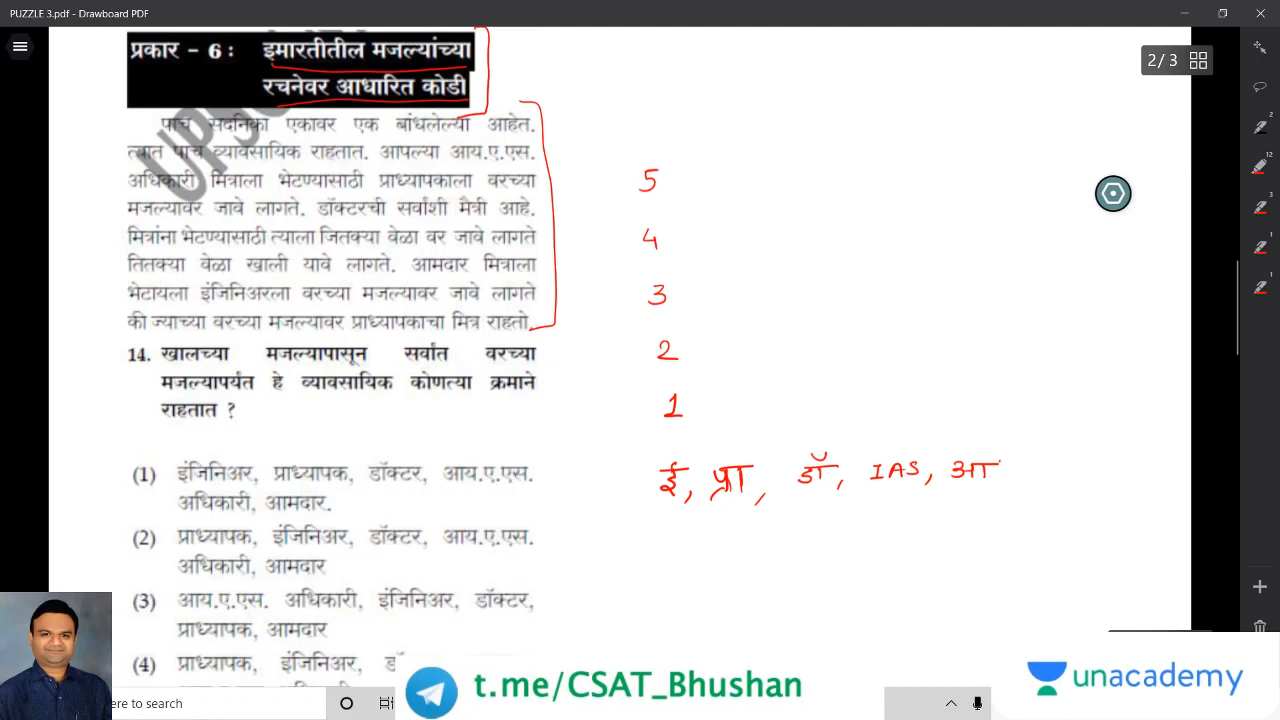 PUZZLE 3.pdf - Drawboard PDF
2/3
प्रकार - 6 : इमारतीतील मजल्यांच्या
रचनेवर आधारित कोडी
पाच सदनिका एकावर एक बांधलेल्या आहेत.
त्यात पाच व्यावसायिक राहतात. आपल्या आय.ए.एस.
अधिकारी मित्राला भेटण्यासाठी प्राध्यापकाला वरच्या
मजल्यावर जावे लागते. डॉक्टरची सर्वांशी मैत्री आहे.
मित्रांना भेटण्यासाठी त्याला जितक्या वेळा वर जावे लागते
तितक्या वेळा खाली यावे लागते. आमदार मित्राला
भेटायला इंजिनिअरला वरच्या मजल्यावर जावे लागते
की ज्याच्या वरच्या मजल्यावर प्राध्यापकाचा मित्र राहतो.
14. खालच्या मजल्यापासून सर्वांत वरच्या
मजल्यापर्यंत हे व्यावसायिक कोणत्या क्रमाने
राहतात ?
(1) इंजिनिअर, प्राध्यापक, डॉक्टर, आय.ए.एस.
अधिकारी, आमदार.
(2) प्राध्यापक, इंजिनिअर, डॉक्टर, आय.ए.एस.
अधिकारी, आमदार
(3) आय.ए.एस. अधिकारी, इंजिनिअर, डॉक्टर,
प्राध्यापक, आमदार
(4) प्राध्यापक, इंजिनिअर,
5
4
3
2
1
ई, प्रा, डॉ, IAS, आ
UPSC
ere to search
t.me/CSAT_Bhushan
unacademy